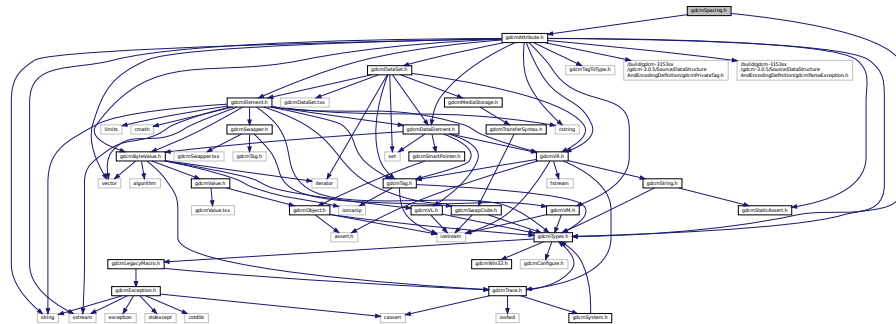 gdcmSpacing.h
gdcmAttribute.h
gdcmDataSet.h
gdcmTagToType.h
/build/gdcm-3153sx
/gdcm-3.0.5/Source/DataStructure
AndEncodingDefinition/gdcmPrivateTag.h
/build/gdcm-3153sx
/gdcm-3.0.5/Source/DataStructure
AndEncodingDefinition/gdcmParseException.h
gdcmElement.h
gdcmDataSet.txx
gdcmMediaStorage.h
limits
cmath
gdcmSwapper.h
gdcmDataElement.h
gdcmTransferSyntax.h
cstring
gdcmByteValue.h
gdcmSwapper.txx
gdcmTag.h
set
gdcmSmartPointer.h
gdcmVR.h
vector
algorithm
gdcmValue.h
iterator
gdcmTag.h
fstream
gdcmString.h
gdcmValue.txx
gdcmObject.h
iomanip
gdcmVL.h
gdcmSwapCode.h
gdcmVM.h
gdcmStaticAssert.h
assert.h
iostream
gdcmTypes.h
gdcmLegacyMacro.h
gdcmWin32.h
gdcmConfigure.h
gdcmException.h
gdcmTrace.h
string
sstream
exception
stdexcept
cstdlib
cassert
iosfwd
gdcmSystem.h